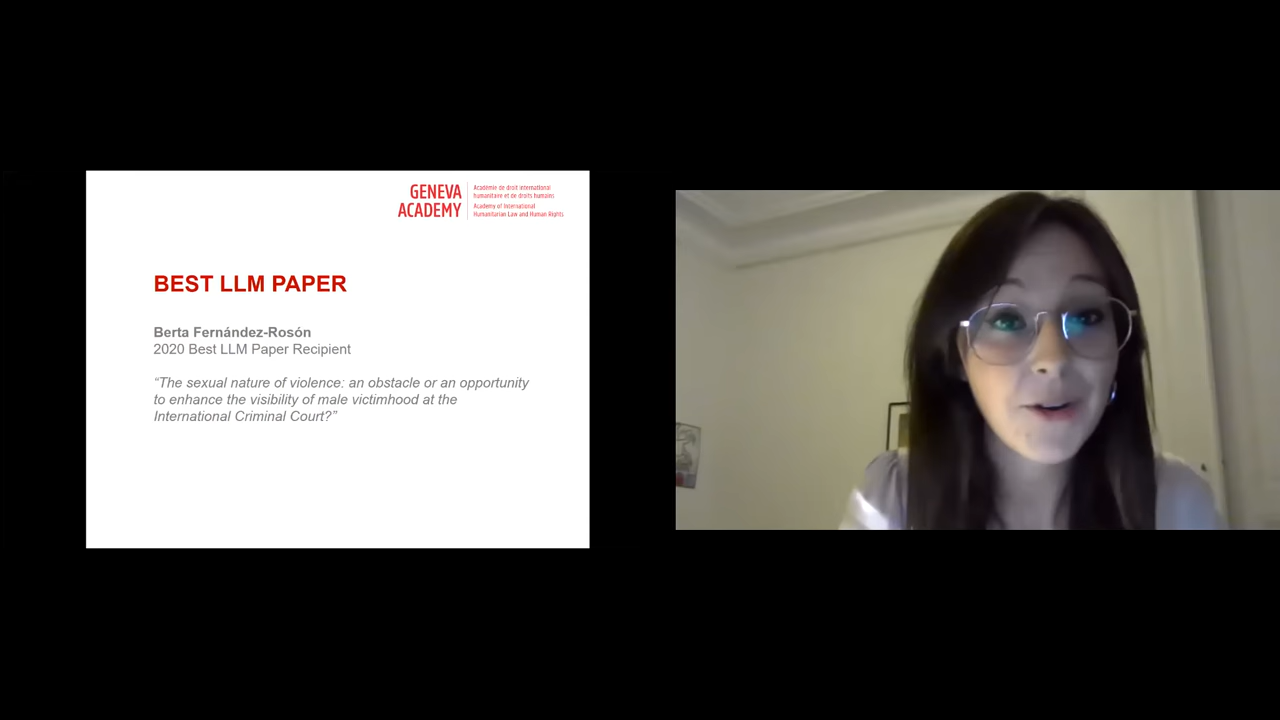 GENEVA
ACADEMY
Académie de droit international
humanitaire et de droits humains
Academy of International
Humanitarian Law and Human Rights
BEST LLM PAPER
Berta Fernández-Rosón
2020 Best LLM Paper Recipient
“The sexual nature of violence: an obstacle or an opportunity
to enhance the visibility of male victimhood at the
International Criminal Court?”